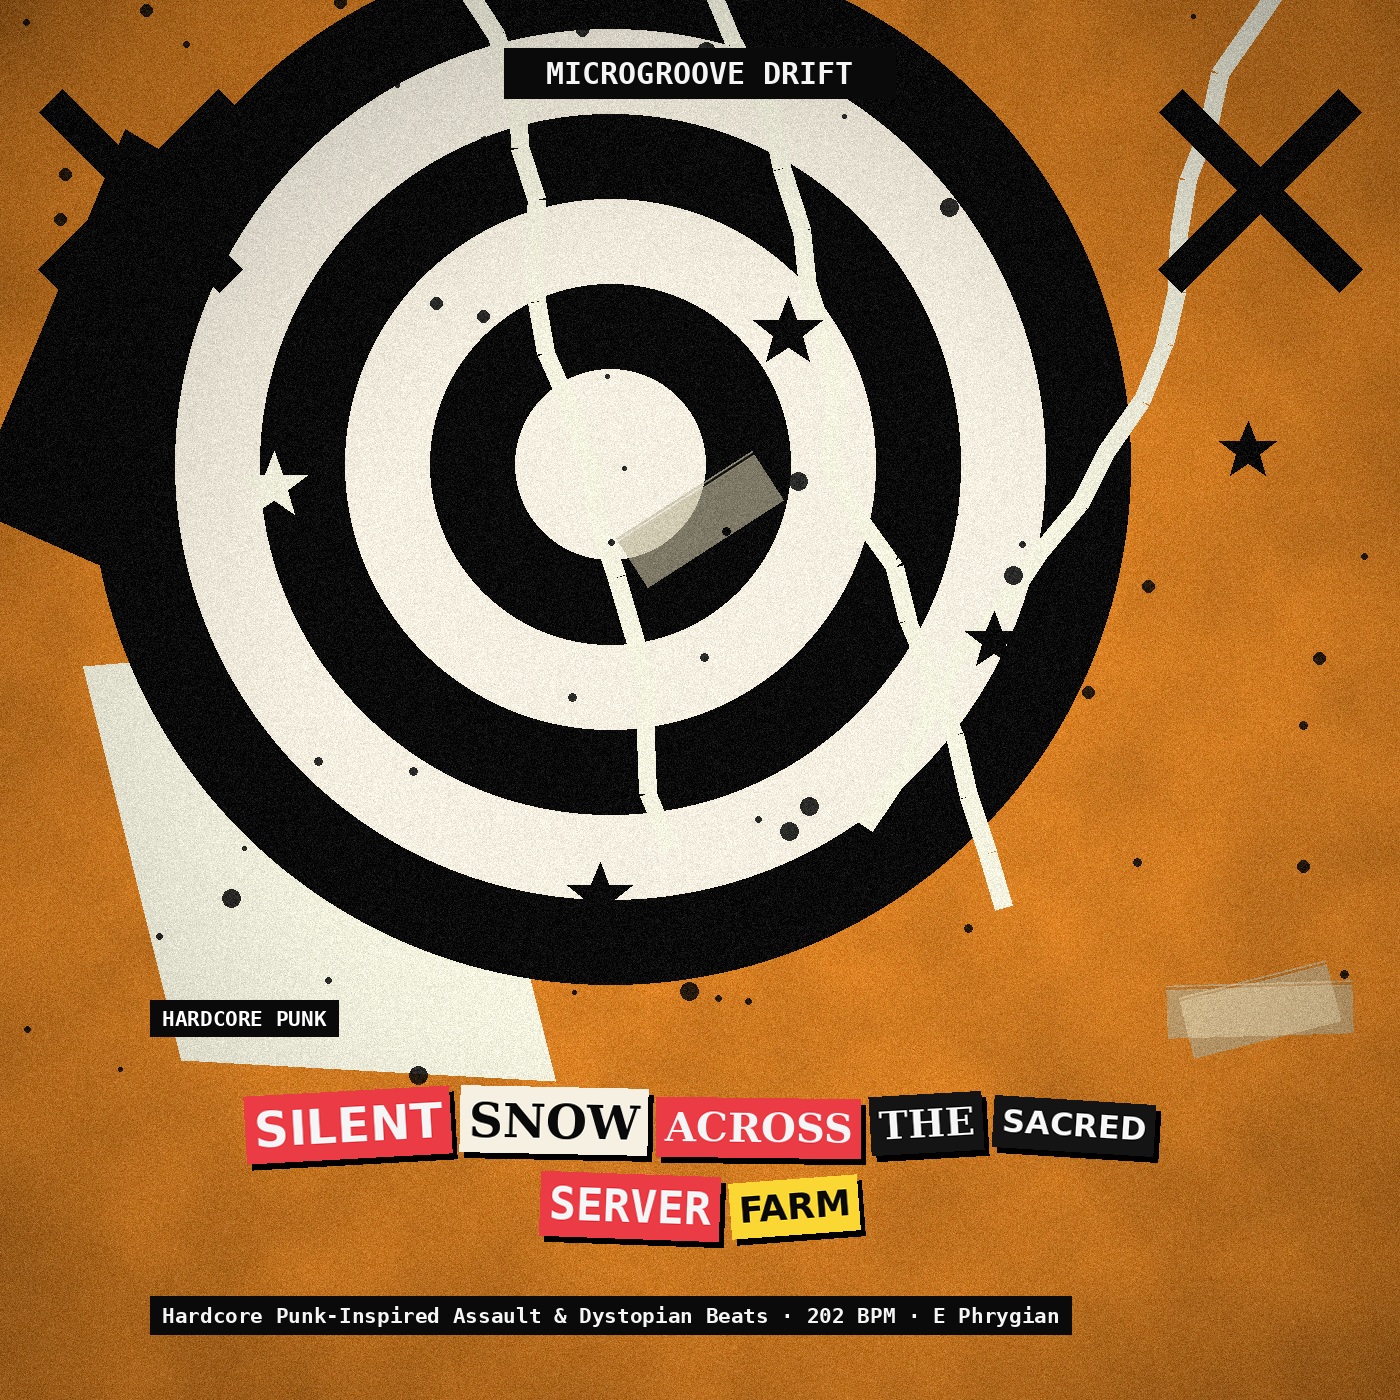 MICROGROOVE DRIFT
HARDCORE PUNK
SILENT SNOW ACROSS THE SACRED
SERVER FARM
Hardcore Punk-Inspired Assault & Dystopian Beats · 202 BPM · E Phrygian